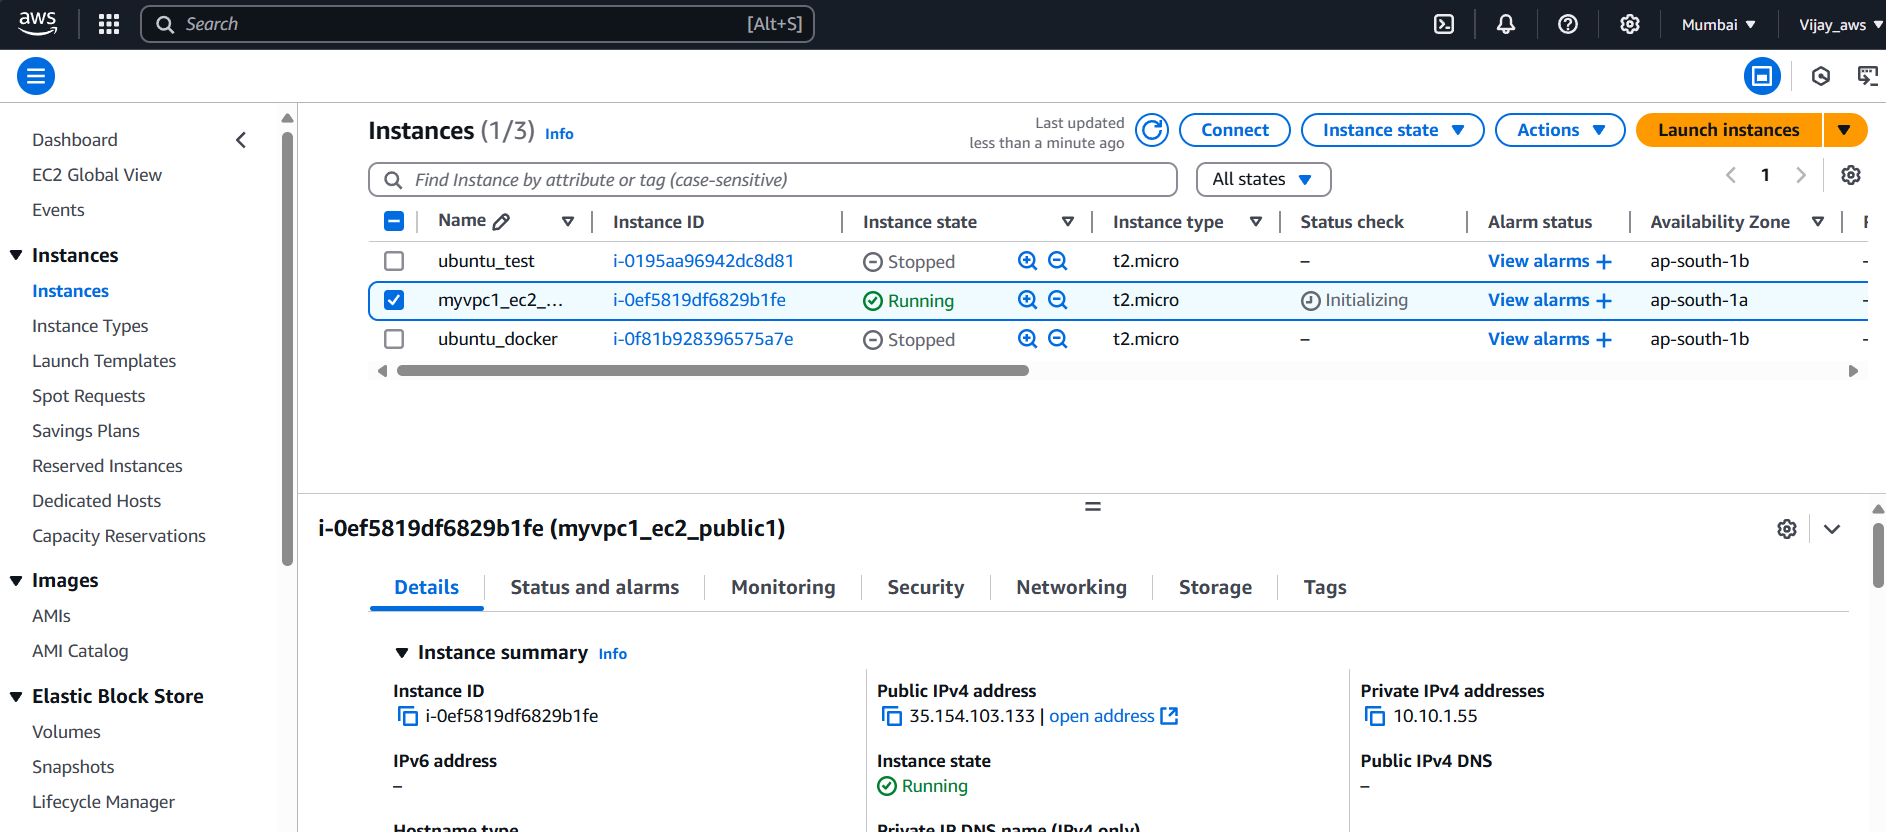 aws
Search [Alt+S]
Mumbai
Vijay_aws
Dashboard
EC2 Global View
Events
Instances
Instances
Instance Types
Launch Templates
Spot Requests
Savings Plans
Reserved Instances
Dedicated Hosts
Capacity Reservations
Images
AMIs
AMI Catalog
Elastic Block Store
Volumes
Snapshots
Lifecycle Manager
Instances (1/3) Info
Last updated
less than a minute ago
Connect
Instance state
Actions
Launch instances
Find Instance by attribute or tag (case-sensitive)
All states
1
Name Instance ID Instance state Instance type Status check Alarm status Availability Zone
ubuntu_test i-0195aa96942dc8d81 Stopped t2.micro – View alarms + ap-south-1b –
myvpc1_ec2_... i-0ef5819df6829b1fe Running t2.micro Initializing View alarms + ap-south-1a –
ubuntu_docker i-0f81b928396575a7e Stopped t2.micro – View alarms + ap-south-1b –
i-0ef5819df6829b1fe (myvpc1_ec2_public1)
Details Status and alarms Monitoring Security Networking Storage Tags
Instance summary Info
Instance ID
i-0ef5819df6829b1fe
Public IPv4 address
35.154.103.133 | open address
Private IPv4 addresses
10.10.1.55
IPv6 address
–
Instance state
Running
Public IPv4 DNS
–
Hostname type
Private IP DNS name (IPv4 only)